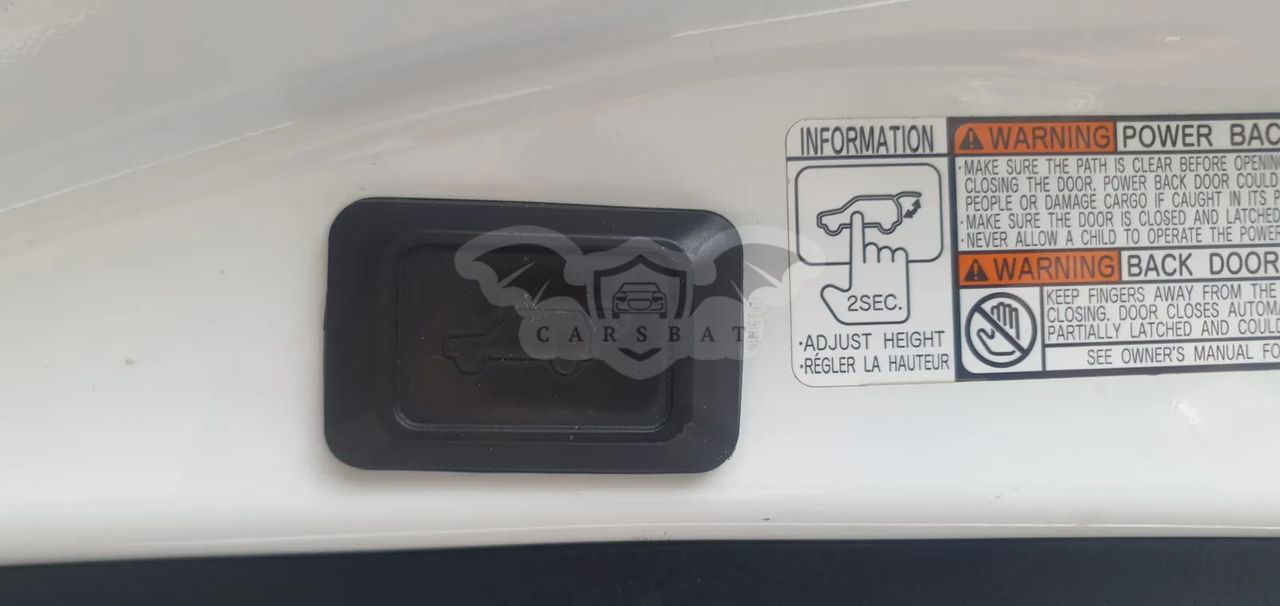 INFORMATION
2SEC.
·ADJUST HEIGHT
·RÉGLER LA HAUTEUR
WARNING POWER BAC
·MAKE SURE THE PATH IS CLEAR BEFORE OPENIN
CLOSING THE DOOR. POWER BACK DOOR COULD
PEOPLE OR DAMAGE CARGO IF CAUGHT IN ITS
·MAKE SURE THE DOOR IS CLOSED AND LATCHED
·NEVER ALLOW A CHILD TO OPERATE THE POWER
WARNING BACK DOOR
KEEP FINGERS AWAY FROM THE
CLOSING. DOOR CLOSES AUTOM
PARTIALLY LATCHED AND COULD
SEE OWNER'S MANUAL FO
CARSBAT